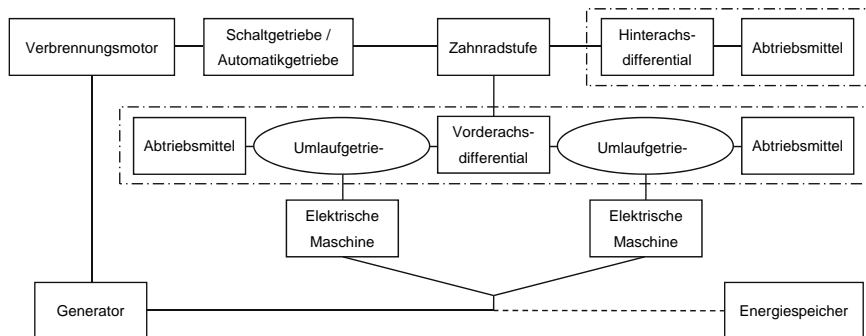 Verbrennungsmotor
Schaltgetriebe /
Automatikgetriebe
Zahnradstufe
Hinterachs-
differential
Abtriebsmittel
Abtriebsmittel
Umlaufgetrie-
Vorderachs-
differential
Umlaufgetrie-
Abtriebsmittel
Elektrische
Maschine
Elektrische
Maschine
Generator
Energiespeicher